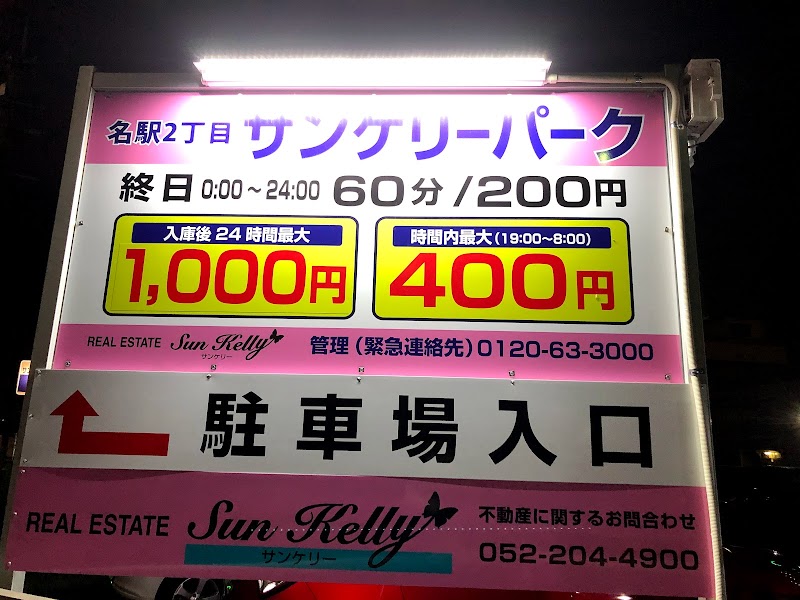 名駅2丁目 サンケリーパーク
終日 0:00～24:00 60分/200円
入庫後24時間最大
1,000円
時間内最大(19:00～8:00)
400円
REAL ESTATE Sun Kelly サンケリー 管理(緊急連絡先)0120-63-3000
駐車場入口
REAL ESTATE Sun Kelly サンケリー
不動産に関するお問合わせ
052-204-4900